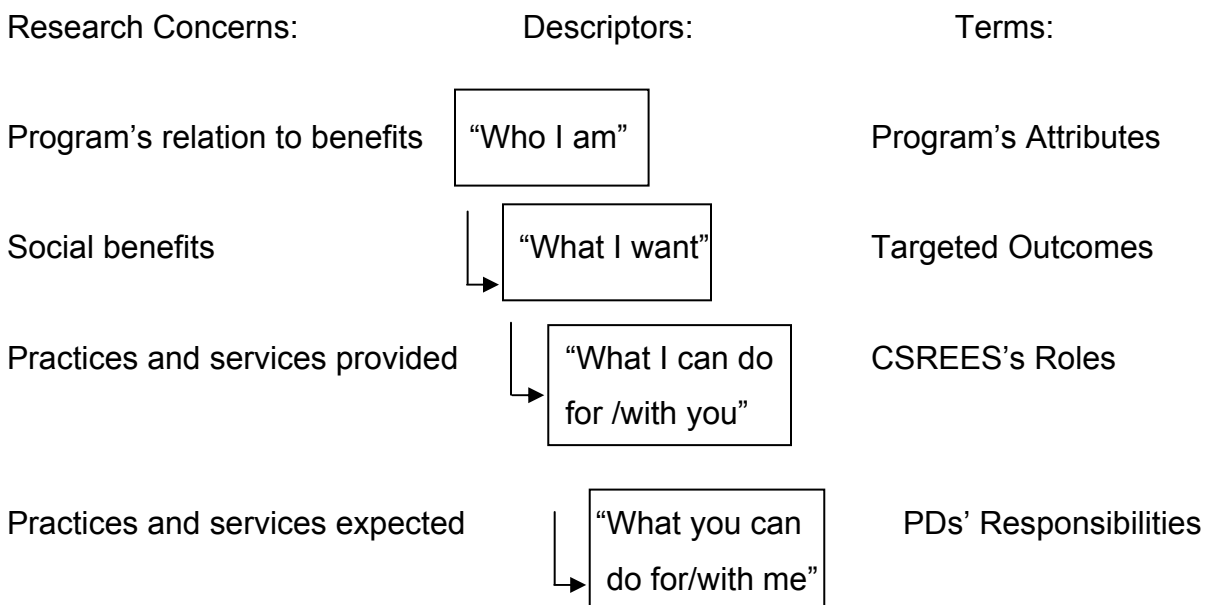 Research Concerns: Descriptors: Terms:
Program’s relation to benefits “Who I am” Program’s Attributes
Social benefits “What I want” Targeted Outcomes
Practices and services provided “What I can do CSREES’s Roles
for /with you”
Practices and services expected “What you can PDs’ Responsibilities
do for/with me”